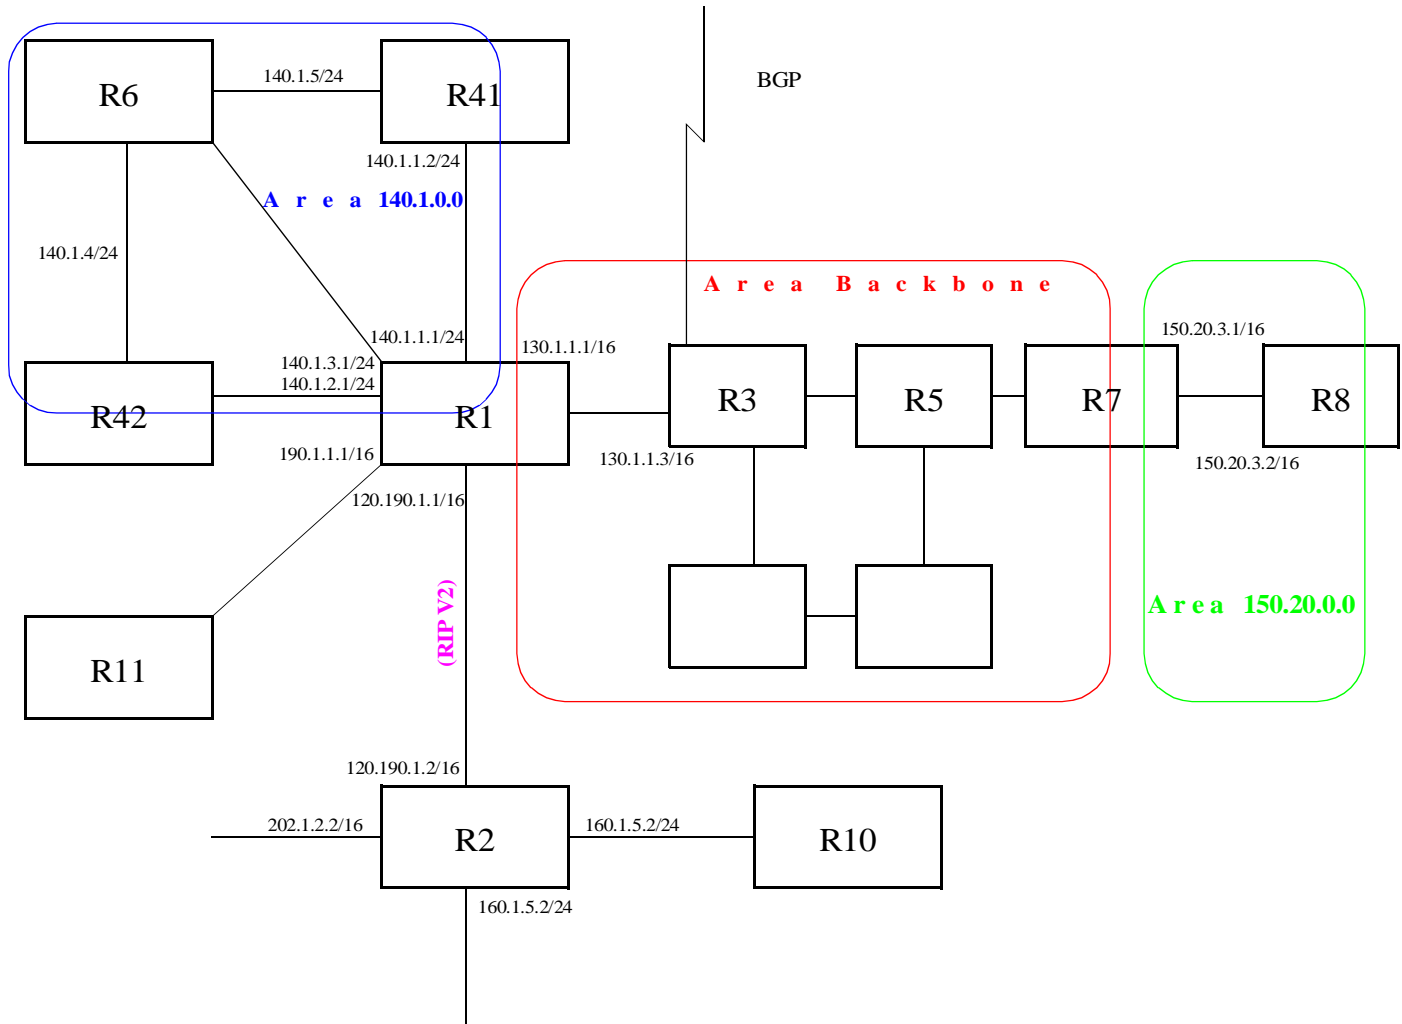 140.1.5/24
BGP
R6
R41
140.1.1.2/24
A r e a 140.1.0.0
140.1.4/24
A r e a B a c k b o n e
150.20.3.1/16
140.1.1.1/24
130.1.1.1/16
140.1.3.1/24
140.1.2.1/24
R3
R5
R7
R8
R42
R1
190.1.1.1/16
130.1.1.3/16
150.20.3.2/16
120.190.1.1/16
(RIP V2)
A r e a 150.20.0.0
R11
120.190.1.2/16
202.1.2.2/16
160.1.5.2/24
R2
R10
160.1.5.2/24